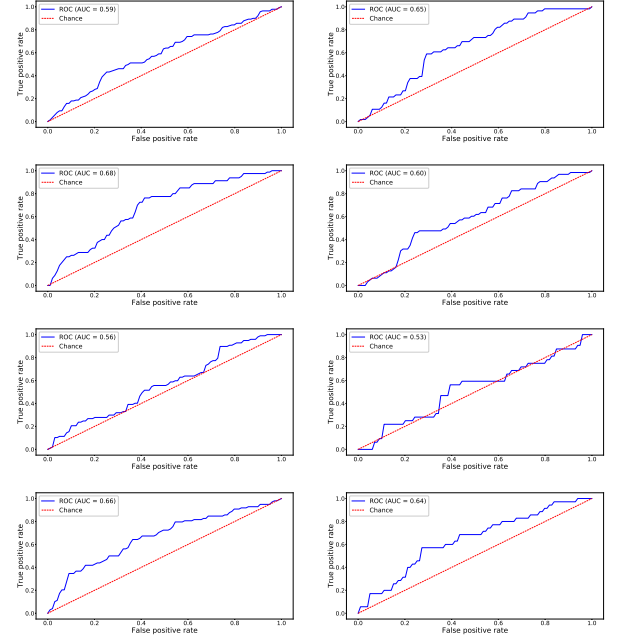 ROC (AUC = 0.59)
Chance
1.0
0.8
0.6
0.4
0.2
0.0
True positive rate
0.0 0.2 0.4 0.6 0.8 1.0
False positive rate
ROC (AUC = 0.65)
Chance
1.0
0.8
0.6
0.4
0.2
0.0
True positive rate
0.0 0.2 0.4 0.6 0.8 1.0
False positive rate
ROC (AUC = 0.68)
Chance
1.0
0.8
0.6
0.4
0.2
0.0
True positive rate
0.0 0.2 0.4 0.6 0.8 1.0
False positive rate
ROC (AUC = 0.60)
Chance
1.0
0.8
0.6
0.4
0.2
0.0
True positive rate
0.0 0.2 0.4 0.6 0.8 1.0
False positive rate
ROC (AUC = 0.56)
Chance
1.0
0.8
0.6
0.4
0.2
0.0
True positive rate
0.0 0.2 0.4 0.6 0.8 1.0
False positive rate
ROC (AUC = 0.53)
Chance
1.0
0.8
0.6
0.4
0.2
0.0
True positive rate
0.0 0.2 0.4 0.6 0.8 1.0
False positive rate
ROC (AUC = 0.66)
Chance
1.0
0.8
0.6
0.4
0.2
0.0
True positive rate
0.0 0.2 0.4 0.6 0.8 1.0
False positive rate
ROC (AUC = 0.64)
Chance
1.0
0.8
0.6
0.4
0.2
0.0
True positive rate
0.0 0.2 0.4 0.6 0.8 1.0
False positive rate